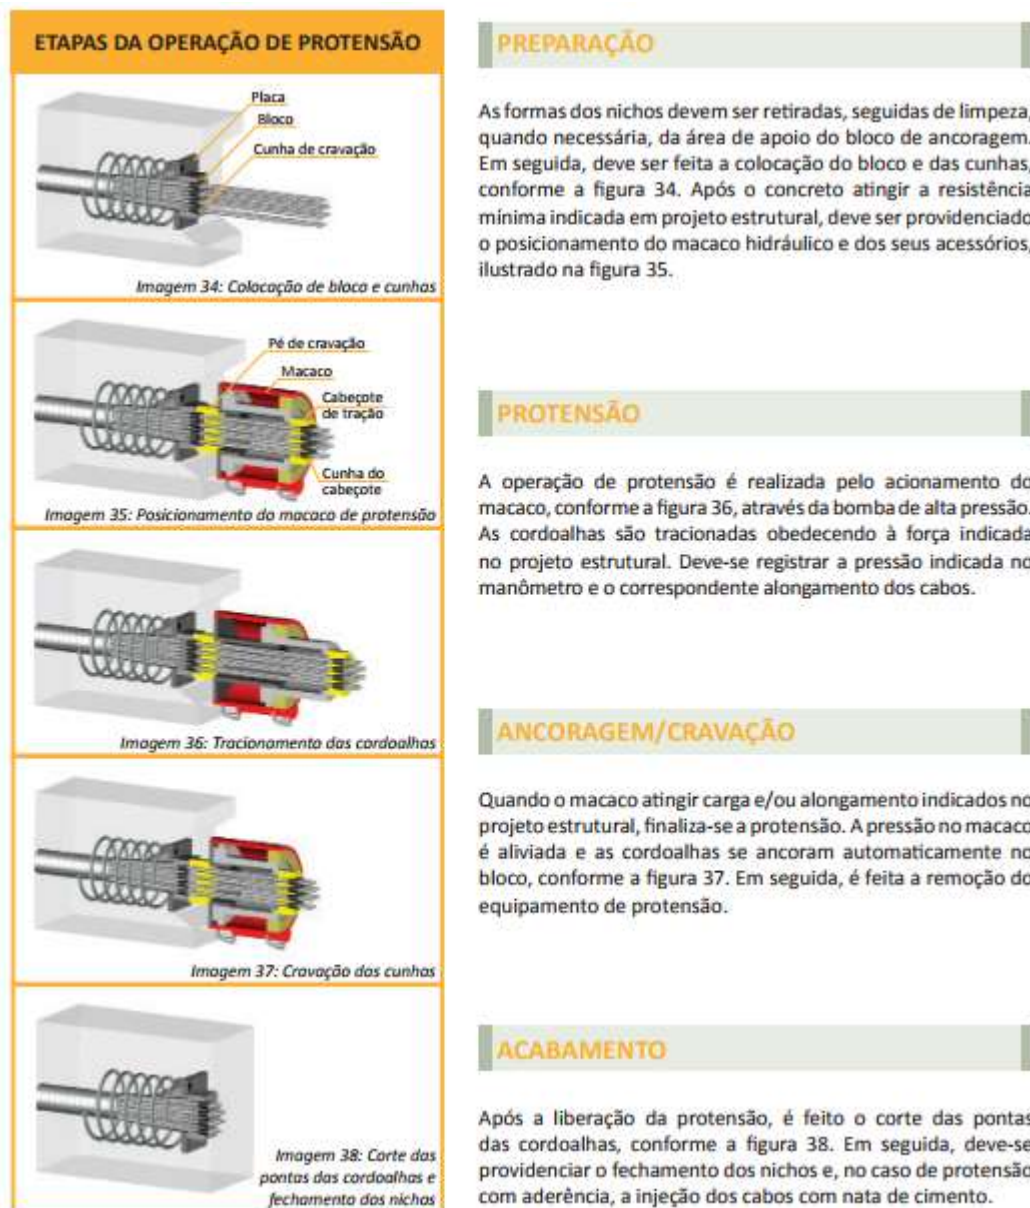 ETAPAS DA OPERAÇÃO DE PROTENSÃO
Placa
Bloco
Cunha de cravação
Imagem 34: Colocação de bloco e cunhas
Pé de cravação
Macaco
Cabeçote
de tração
Cunha do
cabeçote
Imagem 35: Posicionamento do macaco de protensão
Imagem 36: Tracionamento das cordoalhas
Imagem 37: Cravação das cunhas
Imagem 38: Corte das
pontas das cordoalhas e
fechamento dos nichos
PREPARAÇÃO
As formas dos nichos devem ser retiradas, seguidas de limpeza,
quando necessária, da área de apoio do bloco de ancoragem.
Em seguida, deve ser feita a colocação do bloco e das cunhas,
conforme a figura 34. Após o concreto atingir a resistência
mínima indicada em projeto estrutural, deve ser providenciado
o posicionamento do macaco hidráulico e dos seus acessórios,
ilustrado na figura 35.
PROTENSÃO
A operação de protensão é realizada pelo acionamento do
macaco, conforme a figura 36, através da bomba de alta pressão.
As cordoalhas são tracionadas obedecendo à força indicada
no projeto estrutural. Deve-se registrar a pressão indicada no
manômetro e o correspondente alongamento dos cabos.
ANCORAGEM/CRAVAÇÃO
Quando o macaco atingir carga e/ou alongamento indicados no
projeto estrutural, finaliza-se a protensão. A pressão no macaco
é aliviada e as cordoalhas se ancoram automaticamente no
bloco, conforme a figura 37. Em seguida, é feita a remoção do
equipamento de protensão.
ACABAMENTO
Após a liberação da protensão, é feito o corte das pontas
das cordoalhas, conforme a figura 38. Em seguida, deve-se
providenciar o fechamento dos nichos e, no caso de protensão
com aderência, a injeção dos cabos com nata de cimento.